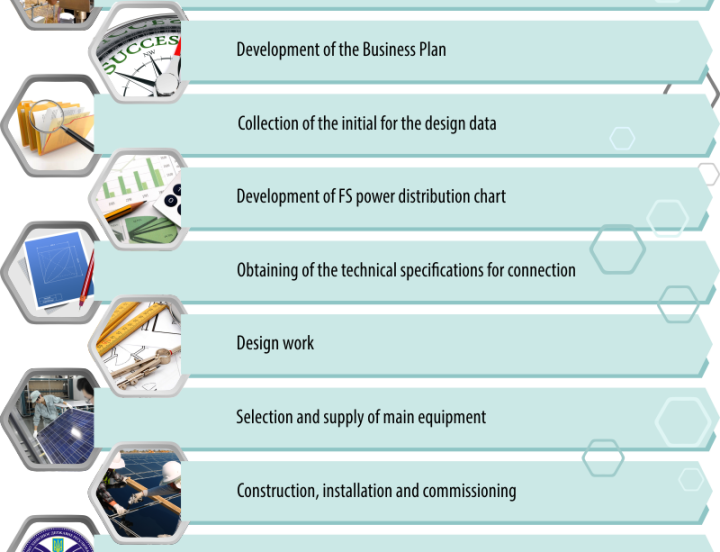 SUCCESS
NW
Development of the Business Plan
Collection of the initial for the design data
Development of FS power distribution chart
Obtaining of the technical specifications for connection
Design work
Selection and supply of main equipment
Construction, installation and commissioning